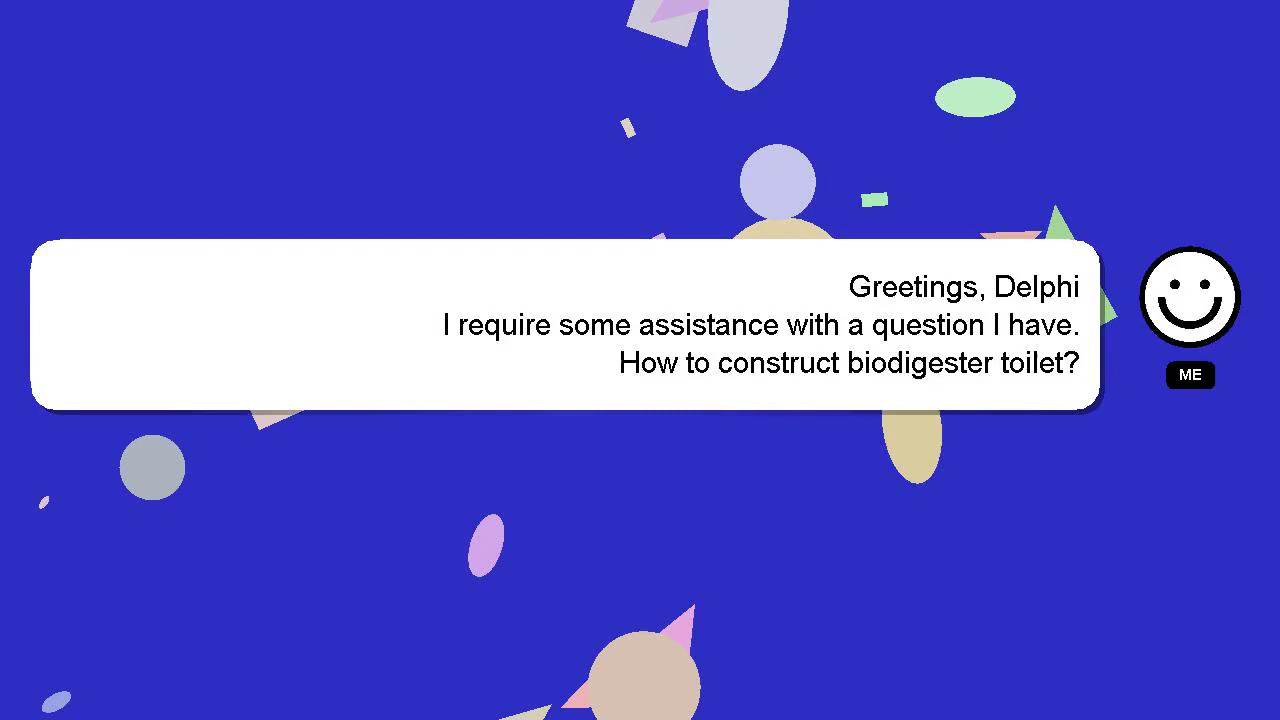 Greetings, Delphi
I require some assistance with a question I have.
How to construct biodigester toilet?
ME